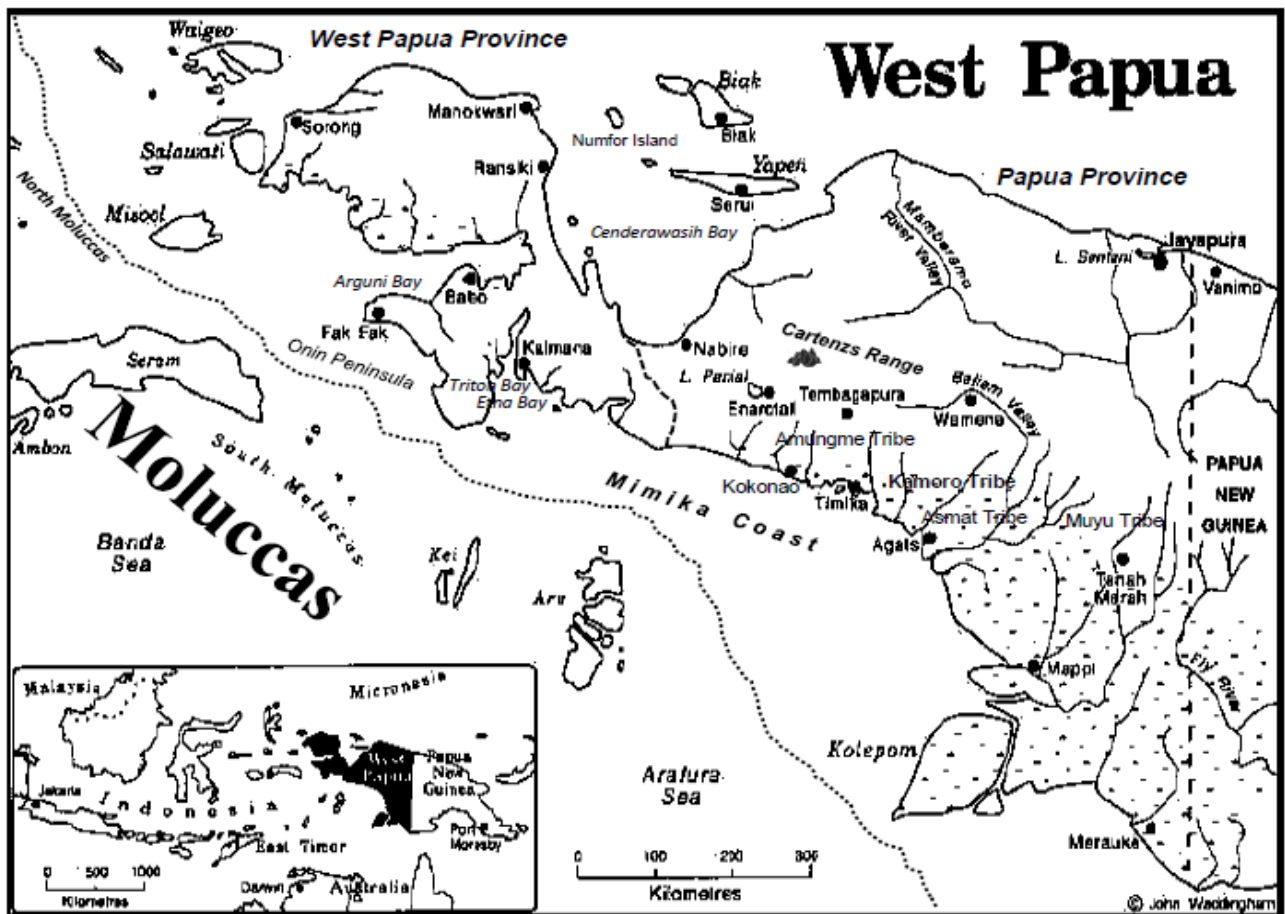 West Papua
West Papua Province
Papua Province
Waigeo
Biak
Biak
Manokwari
Sorong
Numfor Island
Salawati
Ransiki
Yapen
Serui
North Moluccas
Misool
Cenderawasih Bay
Mamberamo
River Valley
Jayapura
L. Sentani
Vanimo
Arguni Bay
Babo
Fak Fak
Onin Peninsula
Kaimana
Nabire
Cartenzs Range
Seram
Triton Bay
Etna Bay
L. Paniai
Enarotali
Tembagapura
Baliem Valley
Wamena
Ambon
Moluccas
South Moluccas
Amungme Tribe
Mimika Coast
Kokonao
Timika
Kamoro Tribe
PAPUA
NEW
GUINEA
Asmat Tribe
Muyu Tribe
Agats
Banda
Sea
Kei
Aru
Tanah
Merah
Mappi
Fly River
Kolepom
Arafura
Sea
Merauke
Malaysia
Micronesia
West
Papua
Papua
New
Guinea
Jakarta
Indonesia
East Timor
Port
Moresby
Darwin
Australia
0 500 1000
Kilometres
0 100 200 300
Kilometres
© John Waddingham